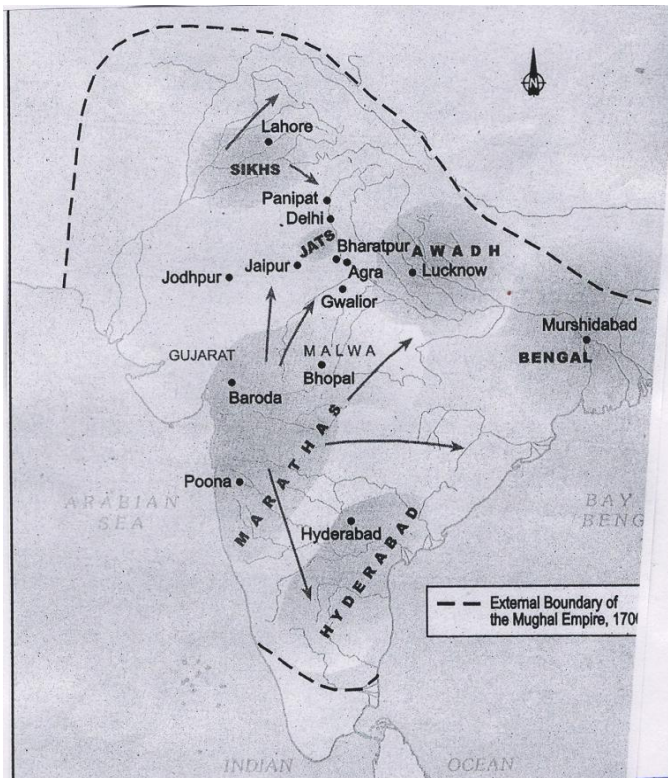 N
Lahore
SIKHS
Panipat
Delhi
JATS
Bharatpur
AWADH
Jaipur
Agra
Lucknow
Jodhpur
Gwalior
Murshidabad
GUJARAT
MALWA
BENGAL
Bhopal
Baroda
MARATHAS
Poona
ARABIAN
SEA
BAY
BENG
Hyderabad
HYDERABAD
External Boundary of
the Mughal Empire, 170
INDIAN OCEAN